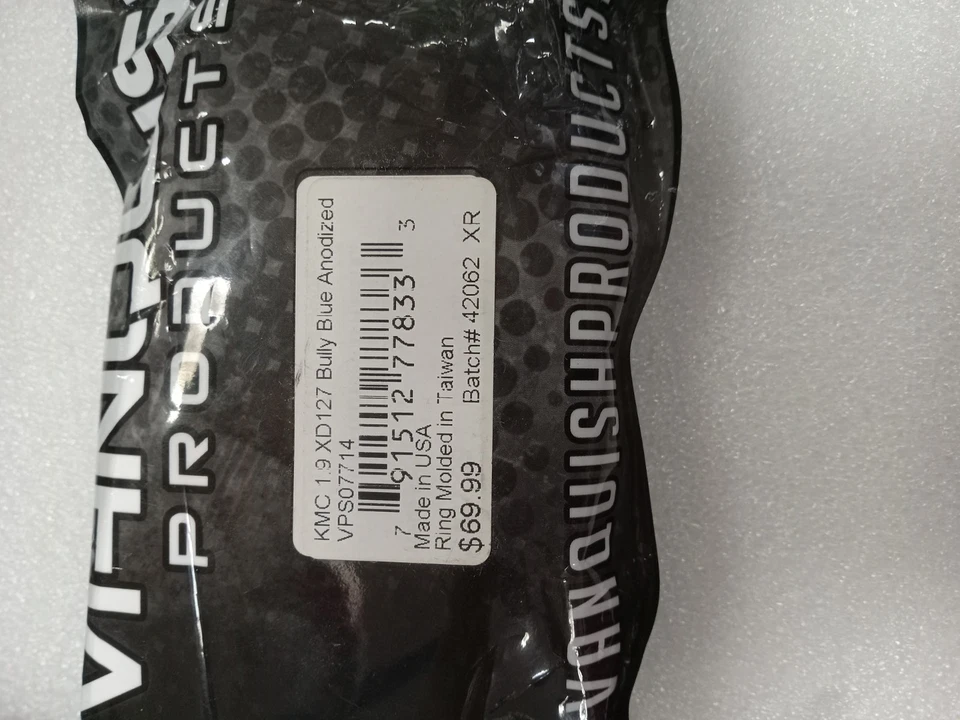 VANQUISH
PRODUCTS
KMC 1.9 XD127 Bully Blue Anodized
VPS07714
7 91512 77833 3
Made in USA
Ring Molded in Taiwan
$69.99 Batch# 42062 XR
VANQUISHPRODUCTS